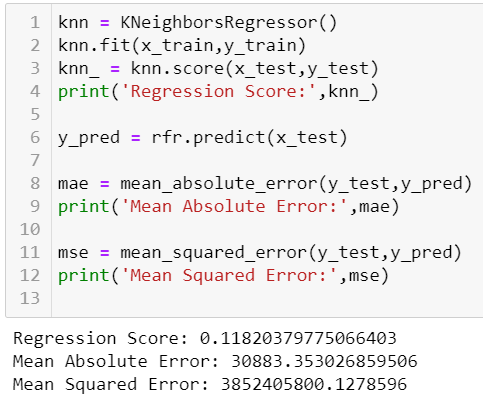 1 knn = KNeighborsRegressor()
2 knn.fit(x_train,y_train)
3 knn_ = knn.score(x_test,y_test)
4 print('Regression Score:',knn_)
5
6 y_pred = rfr.predict(x_test)
7
8 mae = mean_absolute_error(y_test,y_pred)
9 print('Mean Absolute Error:',mae)
10
11 mse = mean_squared_error(y_test,y_pred)
12 print('Mean Squared Error:',mse)
13
Regression Score: 0.11820379775066403
Mean Absolute Error: 30883.353026859506
Mean Squared Error: 3852405800.1278596